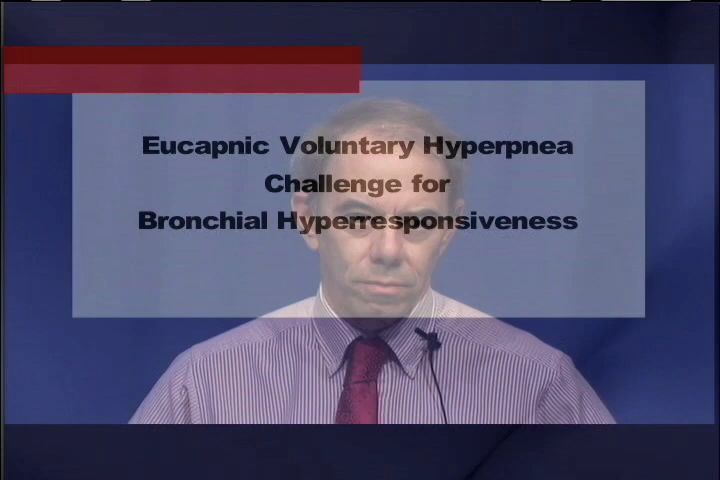 Eucapnic Voluntary Hyperpnea
Challenge for
Bronchial Hyperresponsiveness